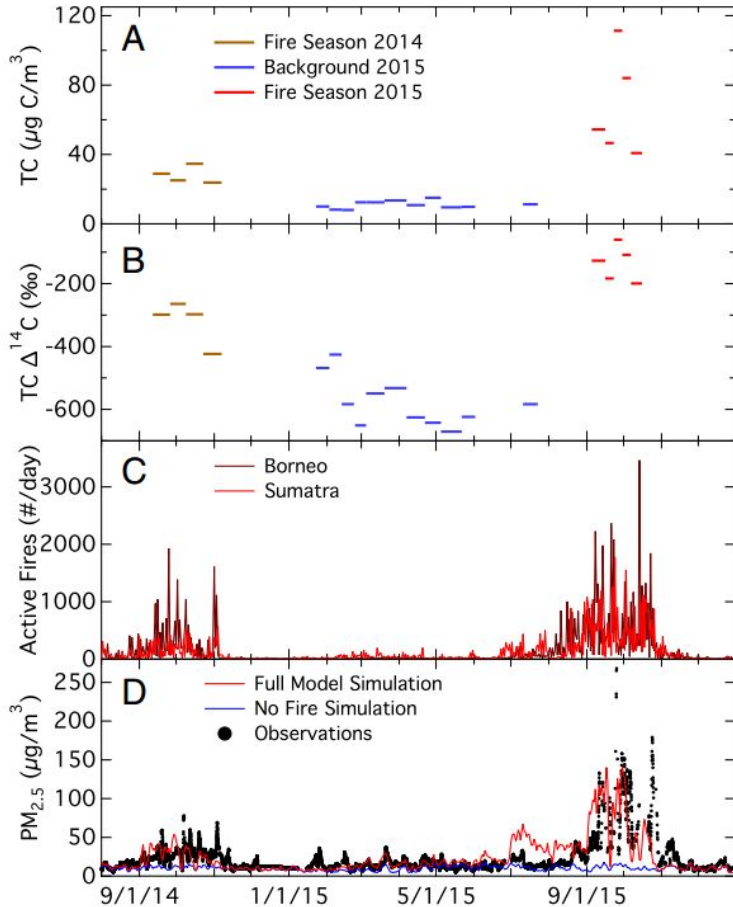 A
TC (µg C/m³)
120
80
40
0
Fire Season 2014
Background 2015
Fire Season 2015
B
TC Δ¹⁴C (‰)
-200
-400
-600
C
Active Fires (#/day)
3000
2000
1000
0
Borneo
Sumatra
D
PM₂.₅ (µg/m³)
250
200
150
100
50
0
Full Model Simulation
No Fire Simulation
Observations
9/1/14
1/1/15
5/1/15
9/1/15